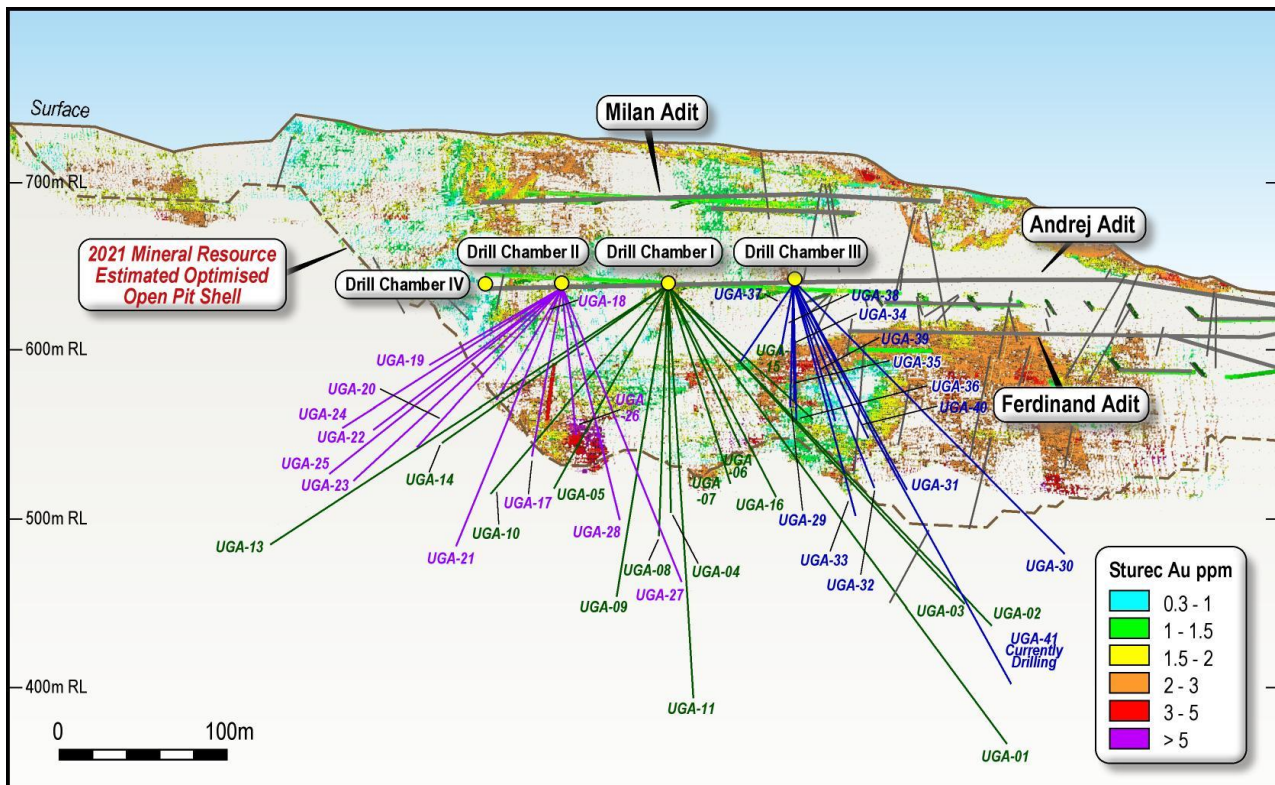 Surface
Milan Adit
700m RL
Andrej Adit
2021 Mineral Resource
Estimated Optimised
Open Pit Shell
Drill Chamber II
Drill Chamber I
Drill Chamber III
Drill Chamber IV
UGA-18
UGA-37
UGA-38
UGA-34
600m RL
UGA-19
UGA-
15
UGA-39
UGA-35
UGA-20
UGA-36
Ferdinand Adit
UGA-24
UGA
-26
UGA-40
UGA-22
UGA-25
UGA-23
UGA-14
UGA
-06
UGA-31
UGA-17
UGA-05
UGA
-07
UGA-16
500m RL
UGA-29
UGA-10
UGA-28
UGA-13
UGA-21
UGA-33
UGA-08
UGA-04
UGA-30
UGA-32
UGA-09
UGA-27
UGA-03
UGA-02
UGA-41
Currently
Drilling
400m RL
UGA-11
UGA-01
0
100m
Sturec Au ppm
0.3 - 1
1 - 1.5
1.5 - 2
2 - 3
3 - 5
> 5